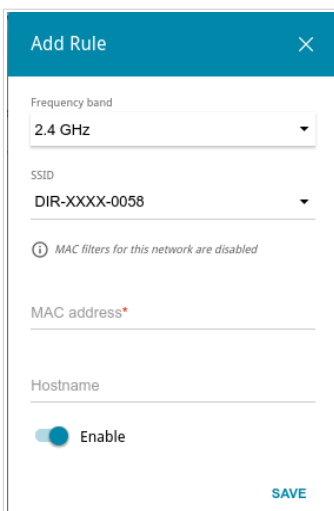 Add Rule
Frequency band
2.4 GHz
SSID
DIR-XXXX-0058
MAC filters for this network are disabled
MAC address*
Hostname
Enable
SAVE